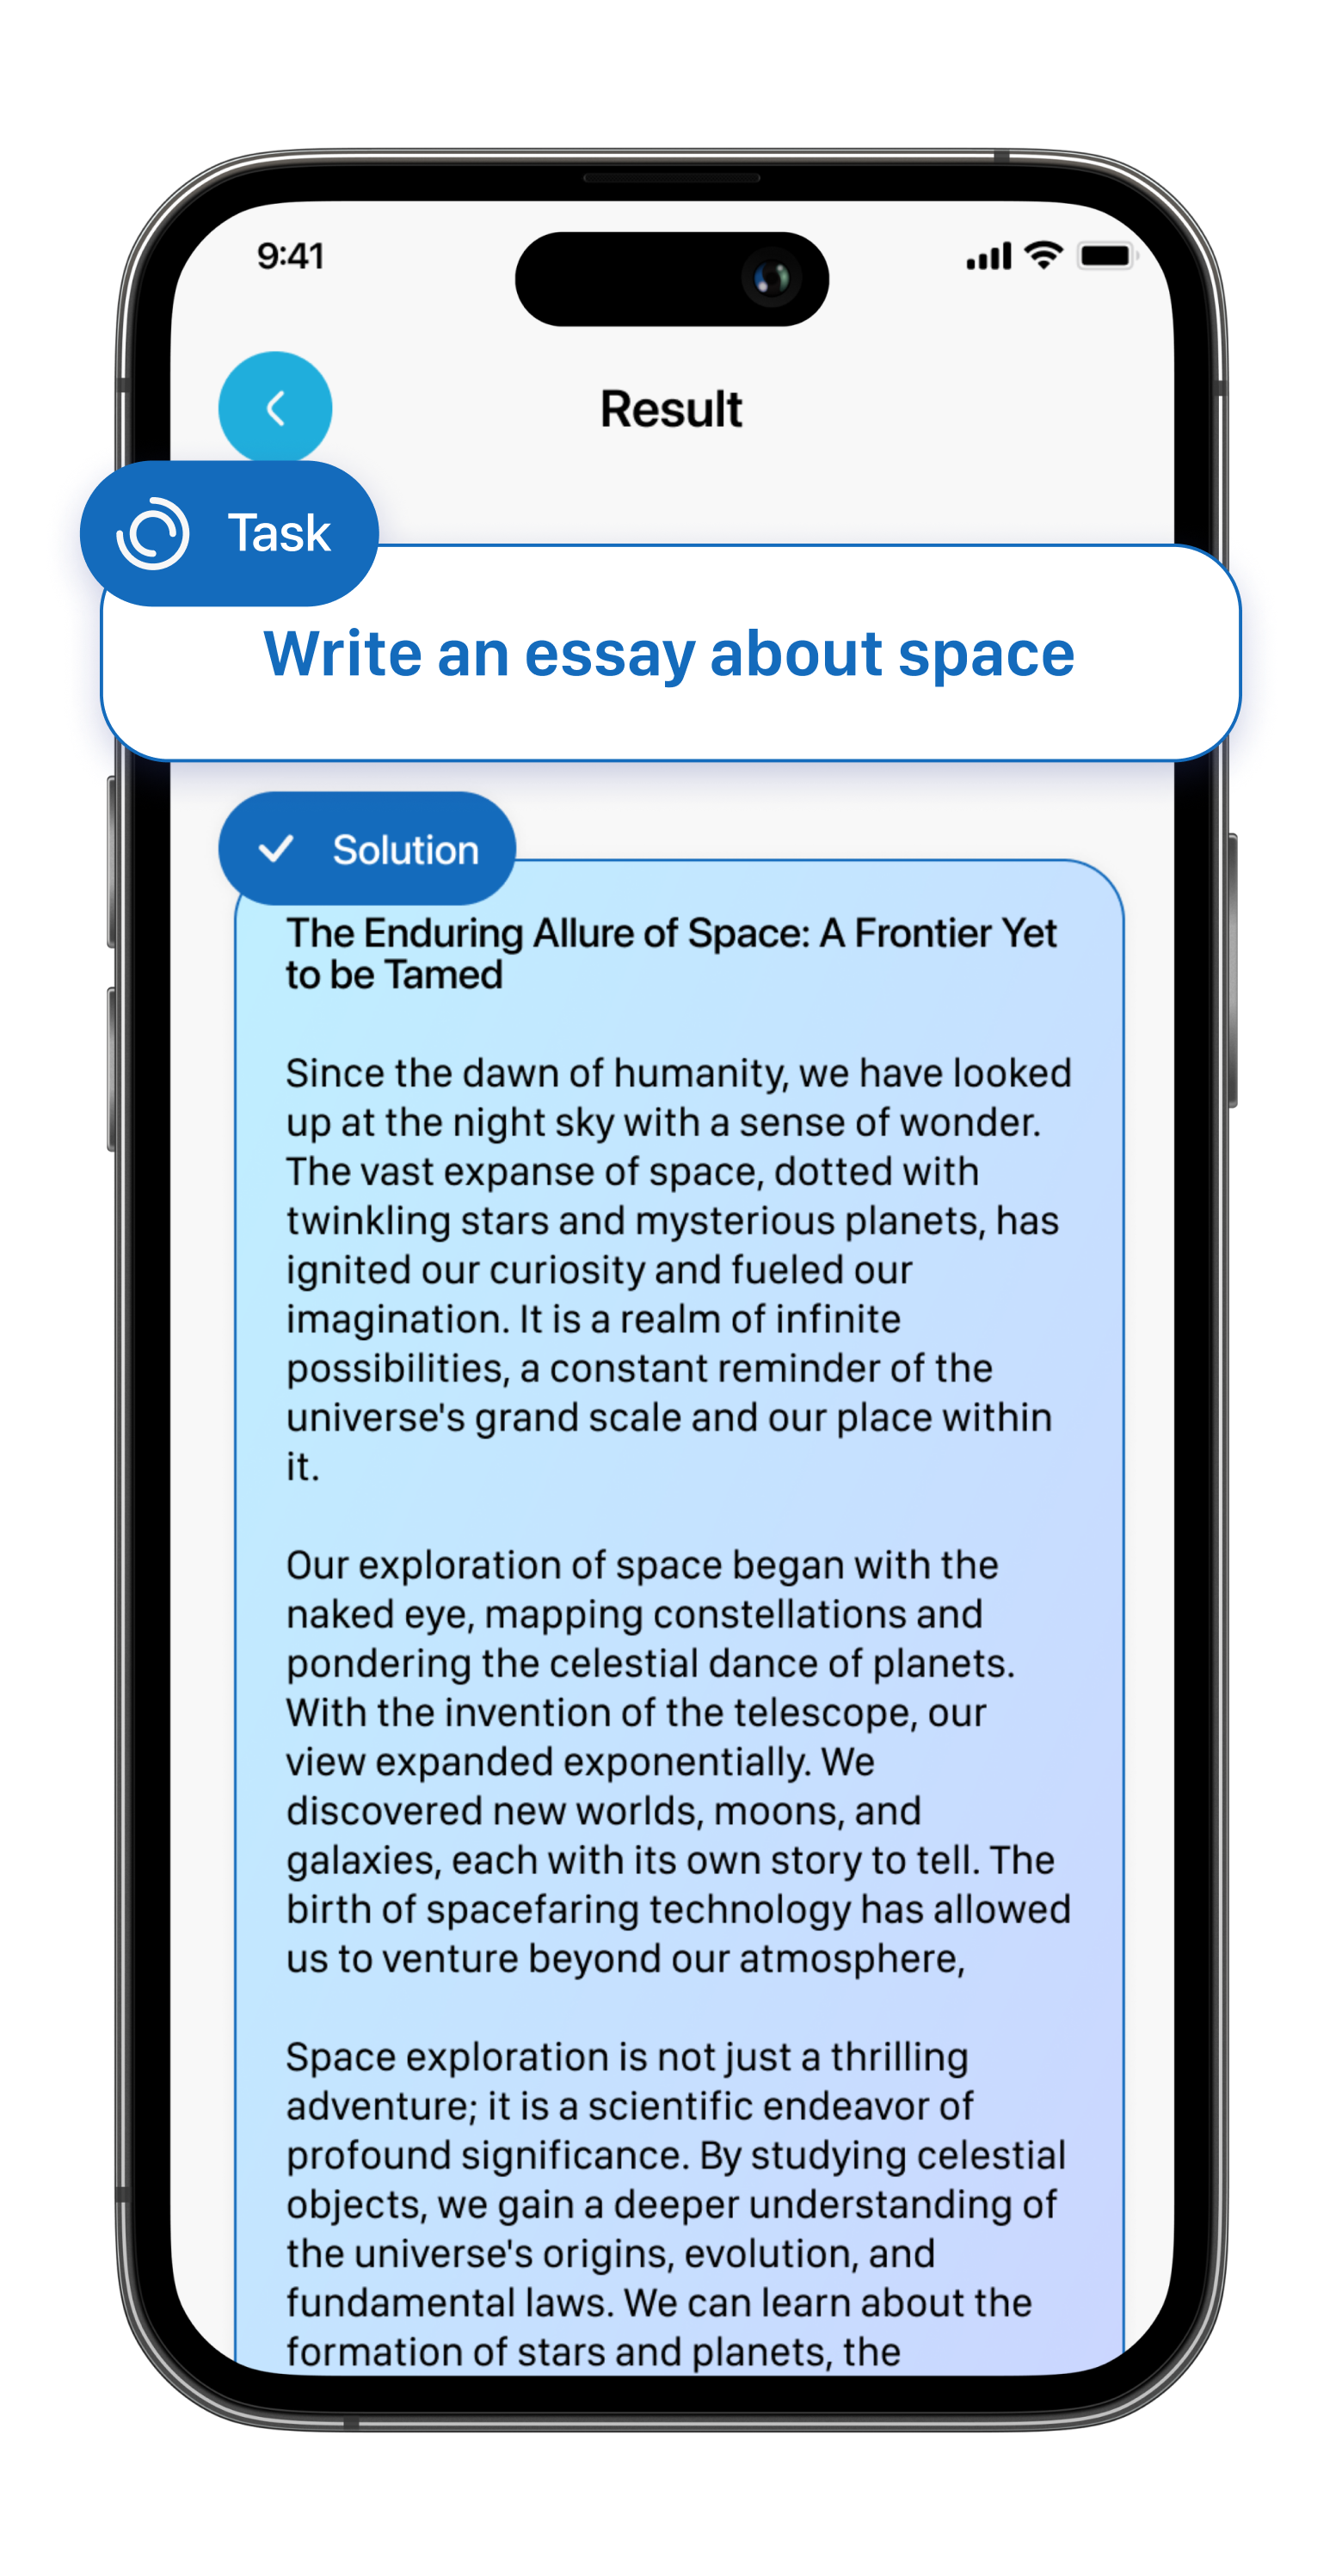 9:41
Result
Task
Write an essay about space
Solution
The Enduring Allure of Space: A Frontier Yet
to be Tamed
Since the dawn of humanity, we have looked
up at the night sky with a sense of wonder.
The vast expanse of space, dotted with
twinkling stars and mysterious planets, has
ignited our curiosity and fueled our
imagination. It is a realm of infinite
possibilities, a constant reminder of the
universe's grand scale and our place within
it.
Our exploration of space began with the
naked eye, mapping constellations and
pondering the celestial dance of planets.
With the invention of the telescope, our
view expanded exponentially. We
discovered new worlds, moons, and
galaxies, each with its own story to tell. The
birth of spacefaring technology has allowed
us to venture beyond our atmosphere,
Space exploration is not just a thrilling
adventure; it is a scientific endeavor of
profound significance. By studying celestial
objects, we gain a deeper understanding of
the universe's origins, evolution, and
fundamental laws. We can learn about the
formation of stars and planets, the